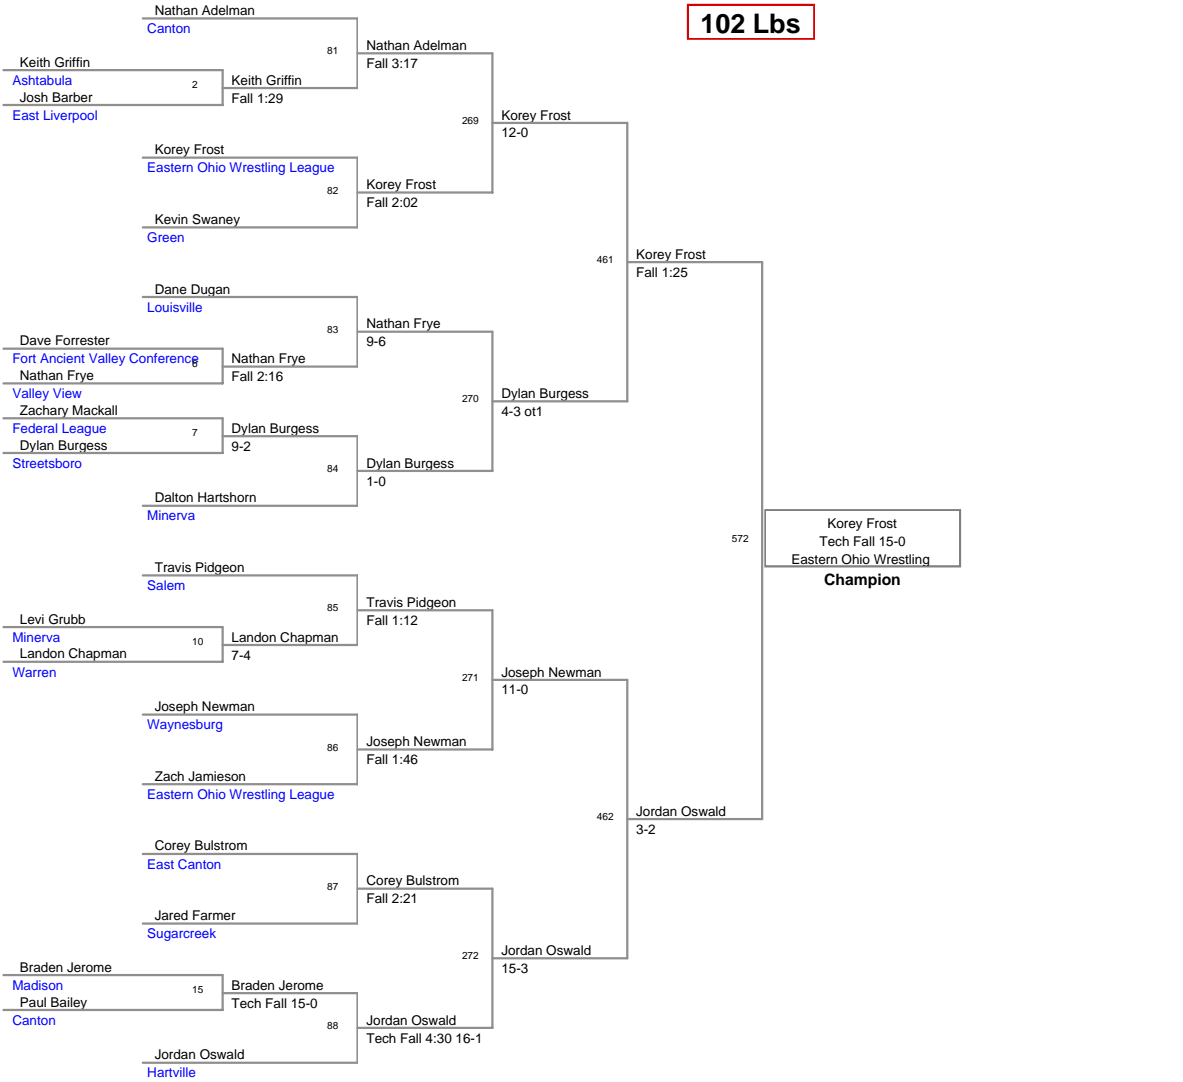 102 Lbs
Nathan Adelman
Canton
81
Keith Griffin
Ashtabula
2
Josh Barber
East Liverpool
Keith Griffin
Fall 1:29
Nathan Adelman
Fall 3:17
269
Korey Frost
Eastern Ohio Wrestling League
82
Kevin Swaney
Green
Korey Frost
Fall 2:02
Korey Frost
12-0
461
Dane Dugan
Louisville
83
Dave Forrester
Fort Ancient Valley Conference
6
Nathan Frye
Valley View
Nathan Frye
Fall 2:16
Nathan Frye
9-6
270
Zachary Mackall
Federal League
7
Dylan Burgess
Streetsboro
Dylan Burgess
9-2
84
Dalton Hartshorn
Minerva
Dylan Burgess
1-0
Dylan Burgess
4-3 ot1
Korey Frost
Fall 1:25
572
Korey Frost
Tech Fall 15-0
Eastern Ohio Wrestling
Champion
Travis Pidgeon
Salem
85
Levi Grubb
Minerva
10
Landon Chapman
Warren
Landon Chapman
7-4
Travis Pidgeon
Fall 1:12
271
Joseph Newman
Waynesburg
86
Zach Jamieson
Eastern Ohio Wrestling League
Joseph Newman
Fall 1:46
Joseph Newman
11-0
462
Jordan Oswald
3-2
Corey Bulstrom
East Canton
87
Jared Farmer
Sugarcreek
Corey Bulstrom
Fall 2:21
272
Jordan Oswald
15-3
Braden Jerome
Madison
15
Paul Bailey
Canton
Braden Jerome
Tech Fall 15-0
88
Jordan Oswald
Hartville
Jordan Oswald
Tech Fall 4:30 16-1